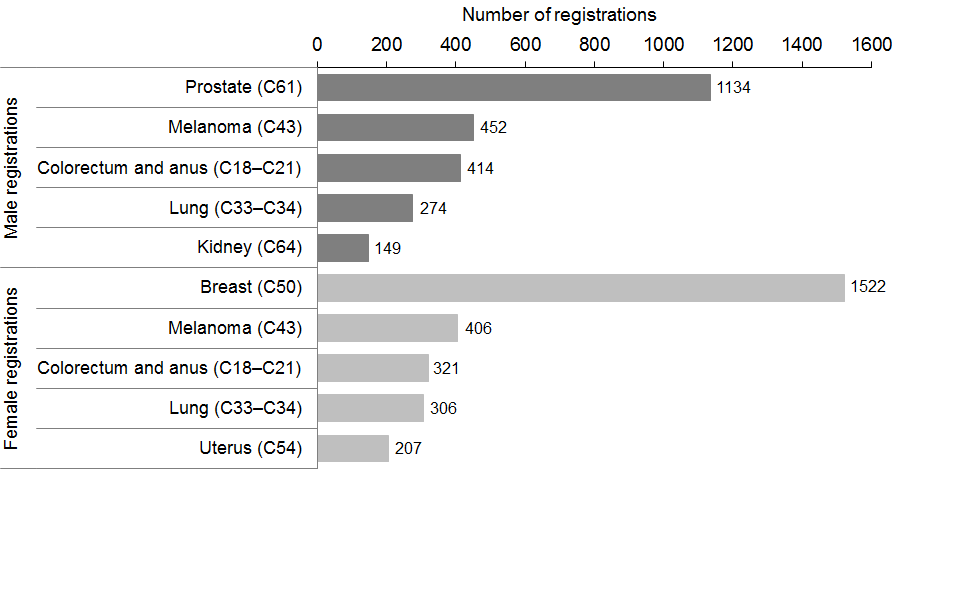 Number of registrations
0 200 400 600 800 1000 1200 1400 1600
Male registrations
Prostate (C61) 1134
Melanoma (C43) 452
Colorectum and anus (C18–C21) 414
Lung (C33–C34) 274
Kidney (C64) 149
Female registrations
Breast (C50) 1522
Melanoma (C43) 406
Colorectum and anus (C18–C21) 321
Lung (C33–C34) 306
Uterus (C54) 207